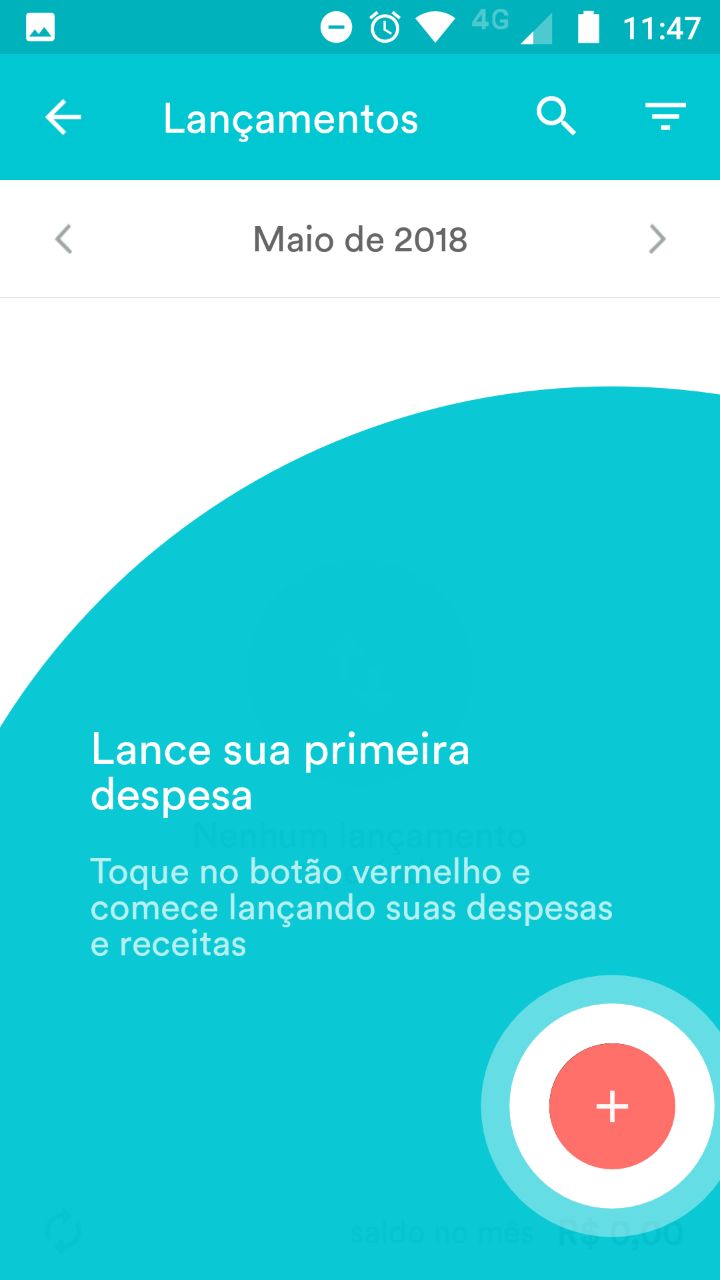 4G 11:47
Lançamentos
Maio de 2018
Lance sua primeira
despesa
Nenhum lançamento
Toque no botão vermelho e
comece lançando suas despesas
e receitas
saldo no mês R$ 0,00